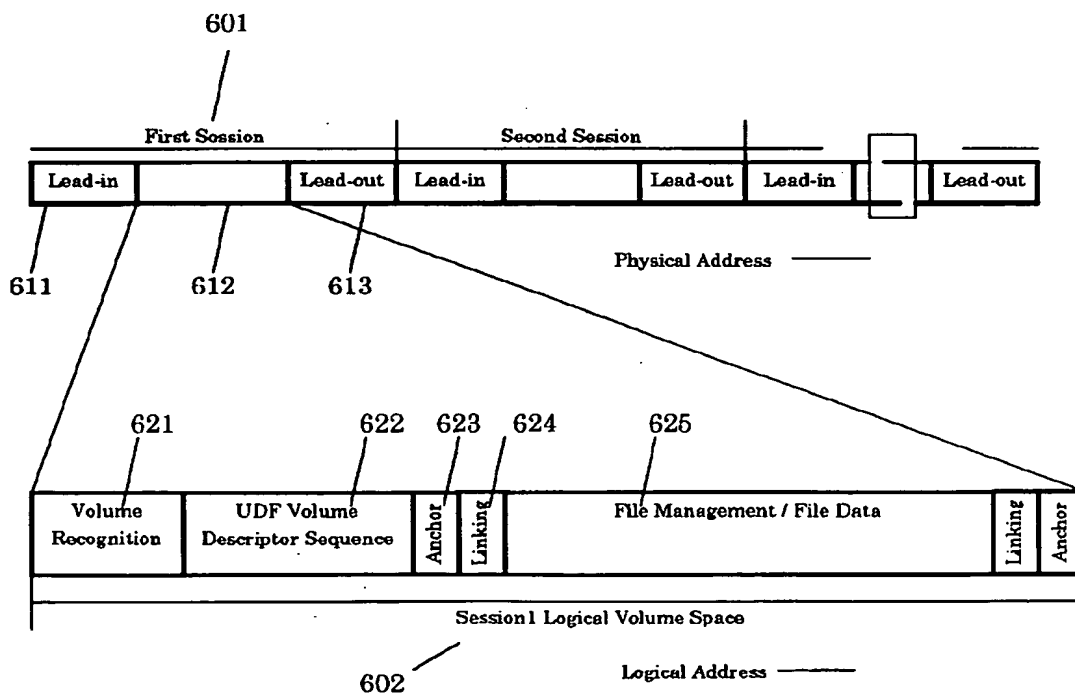 601
First Sossion Second Session
Lead-in Lead-out Lead-in Lead-out Lead-in Lead-out
Physical Address
611 612 613
621 622 623 624 625
Volume Recognition
UDF Volume Descriptor Sequence
Anchor
Linking
File Management / File Data
Linking
Anchor
Session1 Logical Volume Space
602
Logical Address